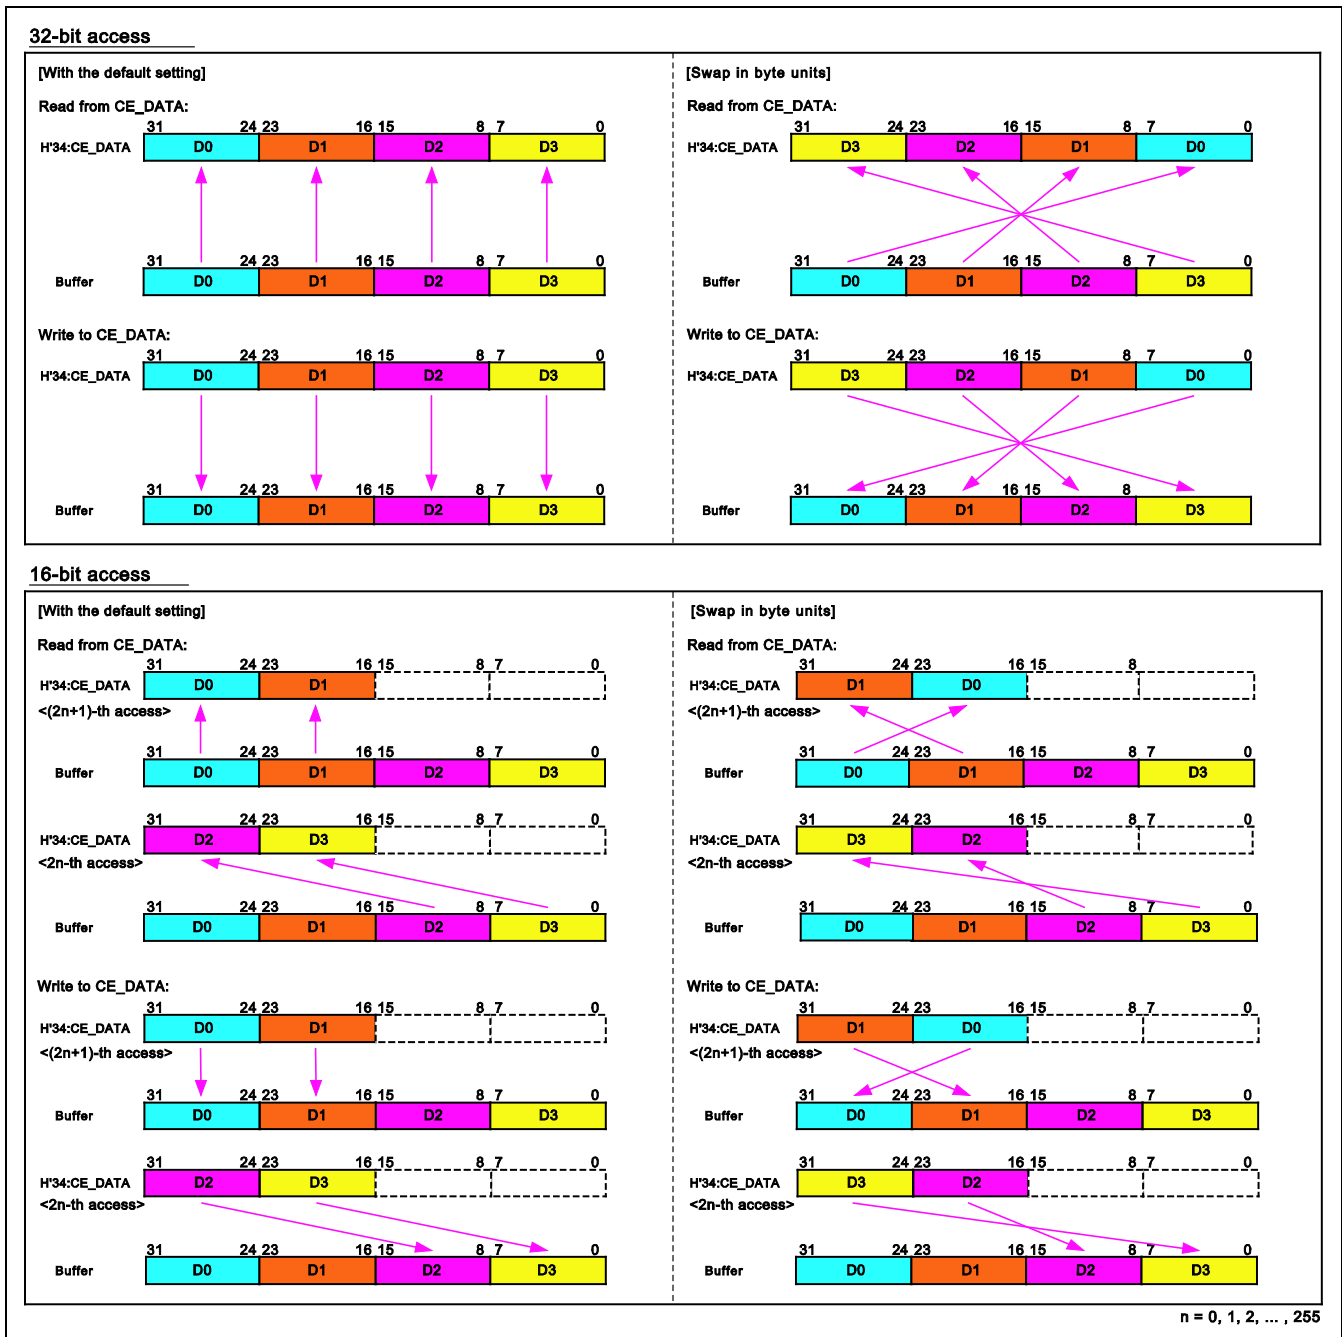 32-bit access
[With the default setting]
Read from CE_DATA:
31 24 23 16 15 8 7 0
H'34:CE_DATA D0 D1 D2 D3
31 24 23 16 15 8 7 0
Buffer D0 D1 D2 D3
Write to CE_DATA:
31 24 23 16 15 8 7 0
H'34:CE_DATA D0 D1 D2 D3
31 24 23 16 15 8 7 0
Buffer D0 D1 D2 D3
[Swap in byte units]
Read from CE_DATA:
31 24 23 16 15 8 7 0
H'34:CE_DATA D3 D2 D1 D0
31 24 23 16 15 8 7 0
Buffer D0 D1 D2 D3
Write to CE_DATA:
31 24 23 16 15 8 7 0
H'34:CE_DATA D3 D2 D1 D0
31 24 23 16 15 8
Buffer D0 D1 D2 D3
16-bit access
[With the default setting]
Read from CE_DATA:
31 24 23 16 15 8 7 0
H'34:CE_DATA D0 D1
<(2n+1)-th access>
31 24 23 16 15 8 7 0
Buffer D0 D1 D2 D3
31 24 23 16 15 8 7 0
H'34:CE_DATA D2 D3
<2n-th access>
31 24 23 16 15 8 7 0
Buffer D0 D1 D2 D3
Write to CE_DATA:
31 24 23 16 15 8 7 0
H'34:CE_DATA D0 D1
<(2n+1)-th access>
31 24 23 16 15 8 7 0
Buffer D0 D1 D2 D3
31 24 23 16 15 8 7 0
H'34:CE_DATA D2 D3
<2n-th access>
31 24 23 16 15 8 7 0
Buffer D0 D1 D2 D3
[Swap in byte units]
Read from CE_DATA:
31 24 23 16 15 8
H'34:CE_DATA D1 D0
<(2n+1)-th access>
31 24 23 16 15 8 7 0
Buffer D0 D1 D2 D3
31 24 23 16 15 8 7 0
H'34:CE_DATA D3 D2
<2n-th access>
31 24 23 16 15 8 7 0
Buffer D0 D1 D2 D3
Write to CE_DATA:
31 24 23 16 15 8 7 0
H'34:CE_DATA D1 D0
<(2n+1)-th access>
31 24 23 16 15 8 7 0
Buffer D0 D1 D2 D3
31 24 23 16 15 8 7 0
H'34:CE_DATA D3 D2
<2n-th access>
31 24 23 16 15 8 7 0
Buffer D0 D1 D2 D3
n = 0, 1, 2, ... , 255